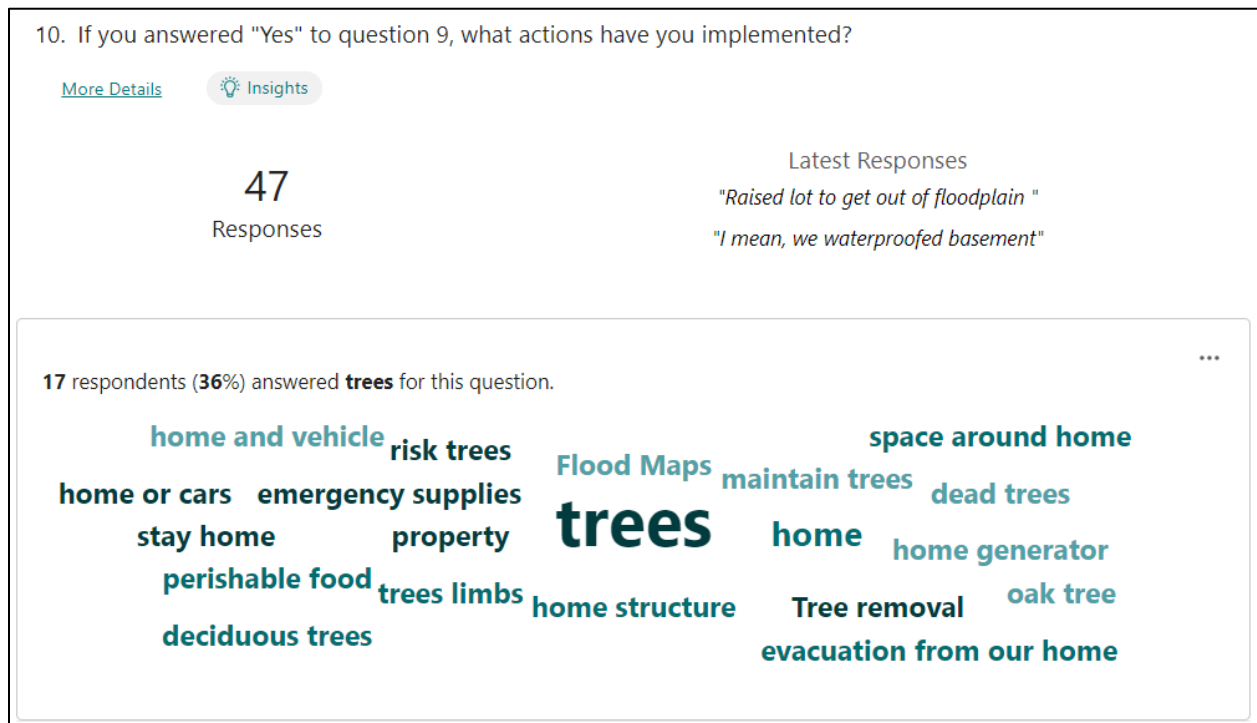 10. If you answered "Yes" to question 9, what actions have you implemented?
More Details
Insights
47
Responses
Latest Responses
"Raised lot to get out of floodplain "
"I mean, we waterproofed basement"
...
17 respondents (36%) answered trees for this question.
home and vehicle
risk trees
Flood Maps
space around home
maintain trees
home or cars
emergency supplies
dead trees
trees
stay home
property
home
home generator
perishable food
trees limbs
home structure
Tree removal
oak tree
deciduous trees
evacuation from our home